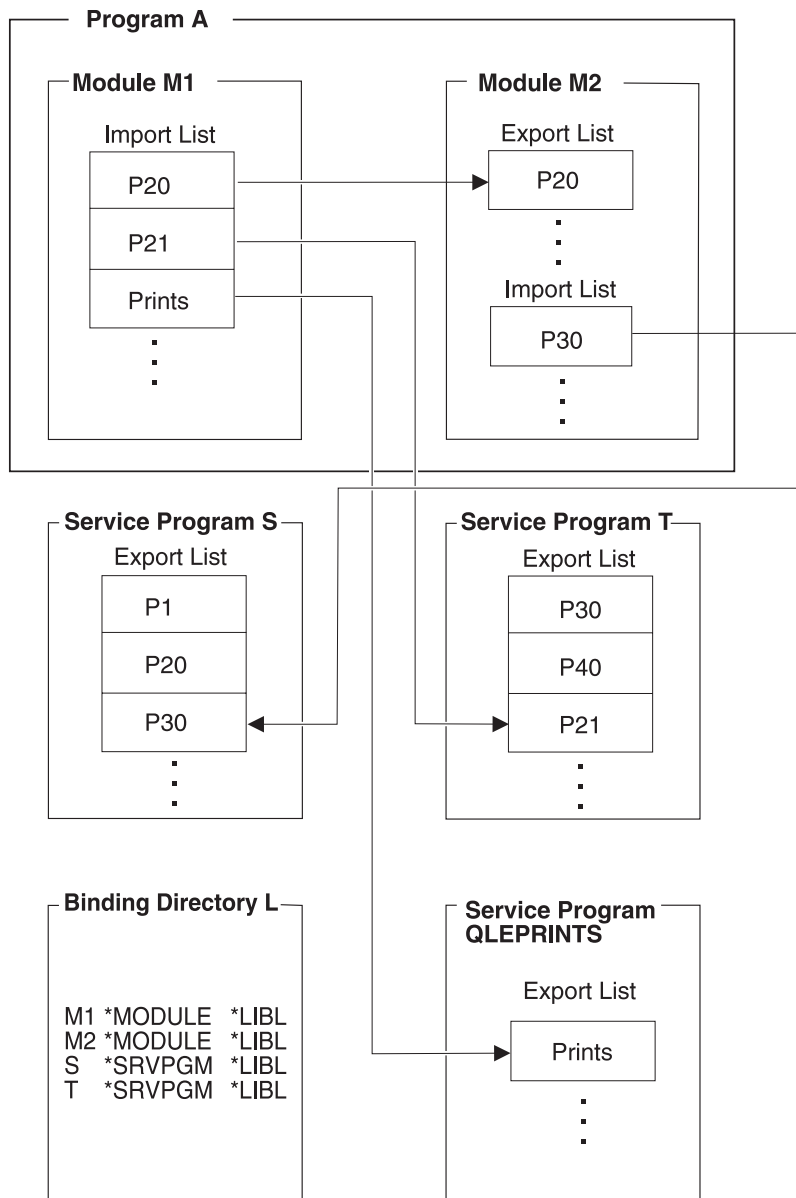 Program A
Module M1
Import List
P20
P21
Prints
Module M2
Export List
P20
Import List
P30
Service Program S
Export List
P1
P20
P30
Service Program T
Export List
P30
P40
P21
Binding Directory L
M1 *MODULE *LIBL
M2 *MODULE *LIBL
S *SRVPGM *LIBL
T *SRVPGM *LIBL
Service Program
QLEPRINTS
Export List
Prints